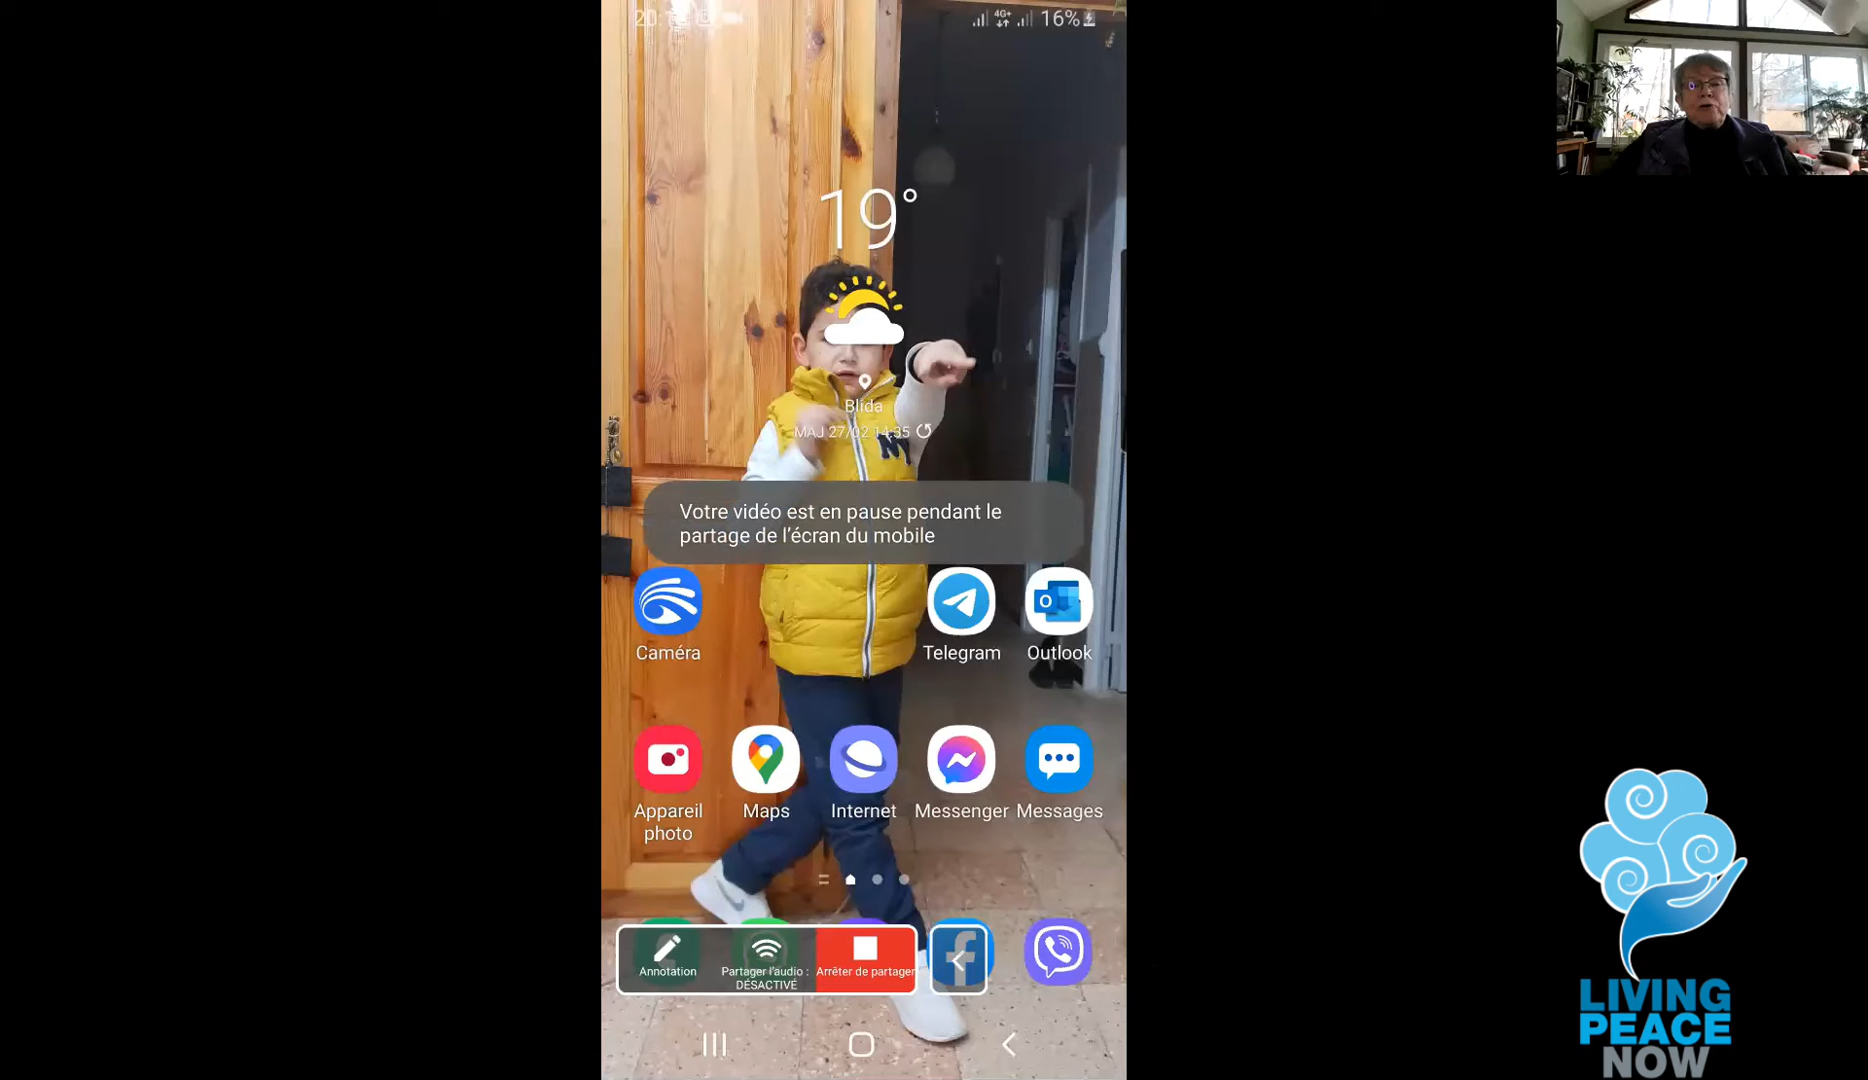 4G+ 16%
19°
Blida
MAJ 27/02 14:35
NY
Votre vidéo est en pause pendant le
partage de l'écran du mobile
Caméra
Telegram
Outlook
Appareil
photo
Maps
Internet
Messenger
Messages
Annotation
Partager l'audio :
DÉSACTIVÉ
Arrêter de partager
LIVING
PEACE
NOW